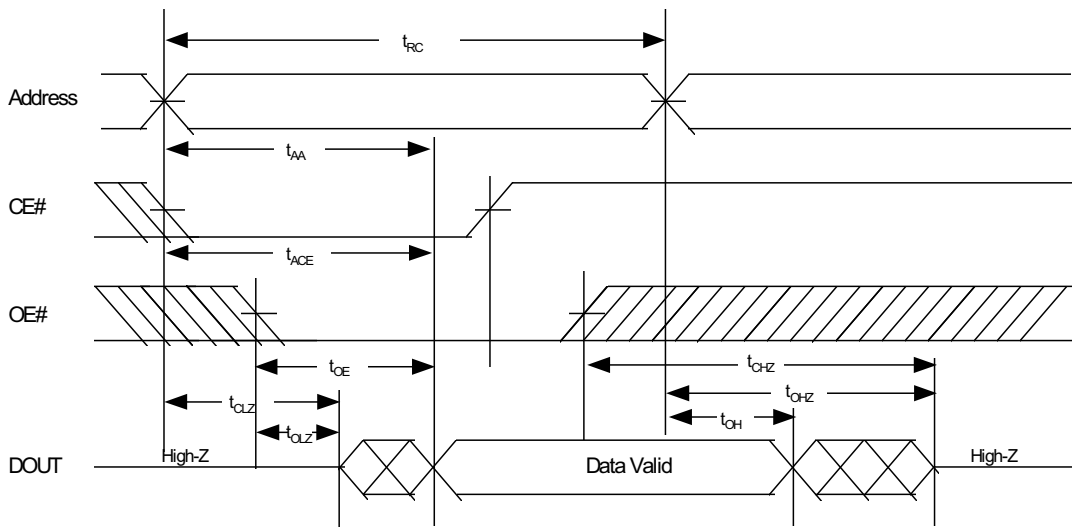 tRC
Address
tAA
CE#
tACE
OE#
tOE
tCHZ
tCLZ
tOHZ
tOLZ
tOH
DOUT
High-Z
Data Valid
High-Z